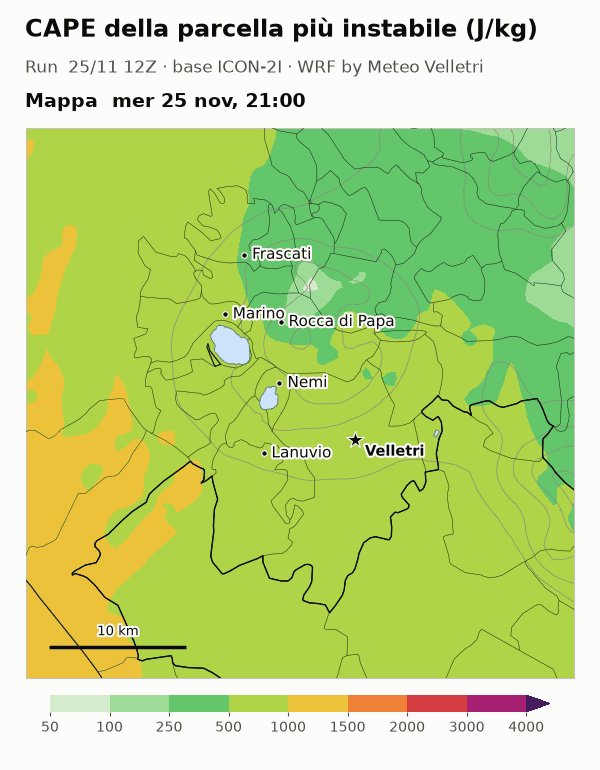 CAPE della parcella più instabile (J/kg)
Run  25/11 12Z · base ICON-2I · WRF by Meteo Velletri
Mappa  mer 25 nov, 21:00
Frascati
Marino
Rocca di Papa
Nemi
Velletri
Lanuvio
10 km
50 100 250 500 1000 1500 2000 3000 4000